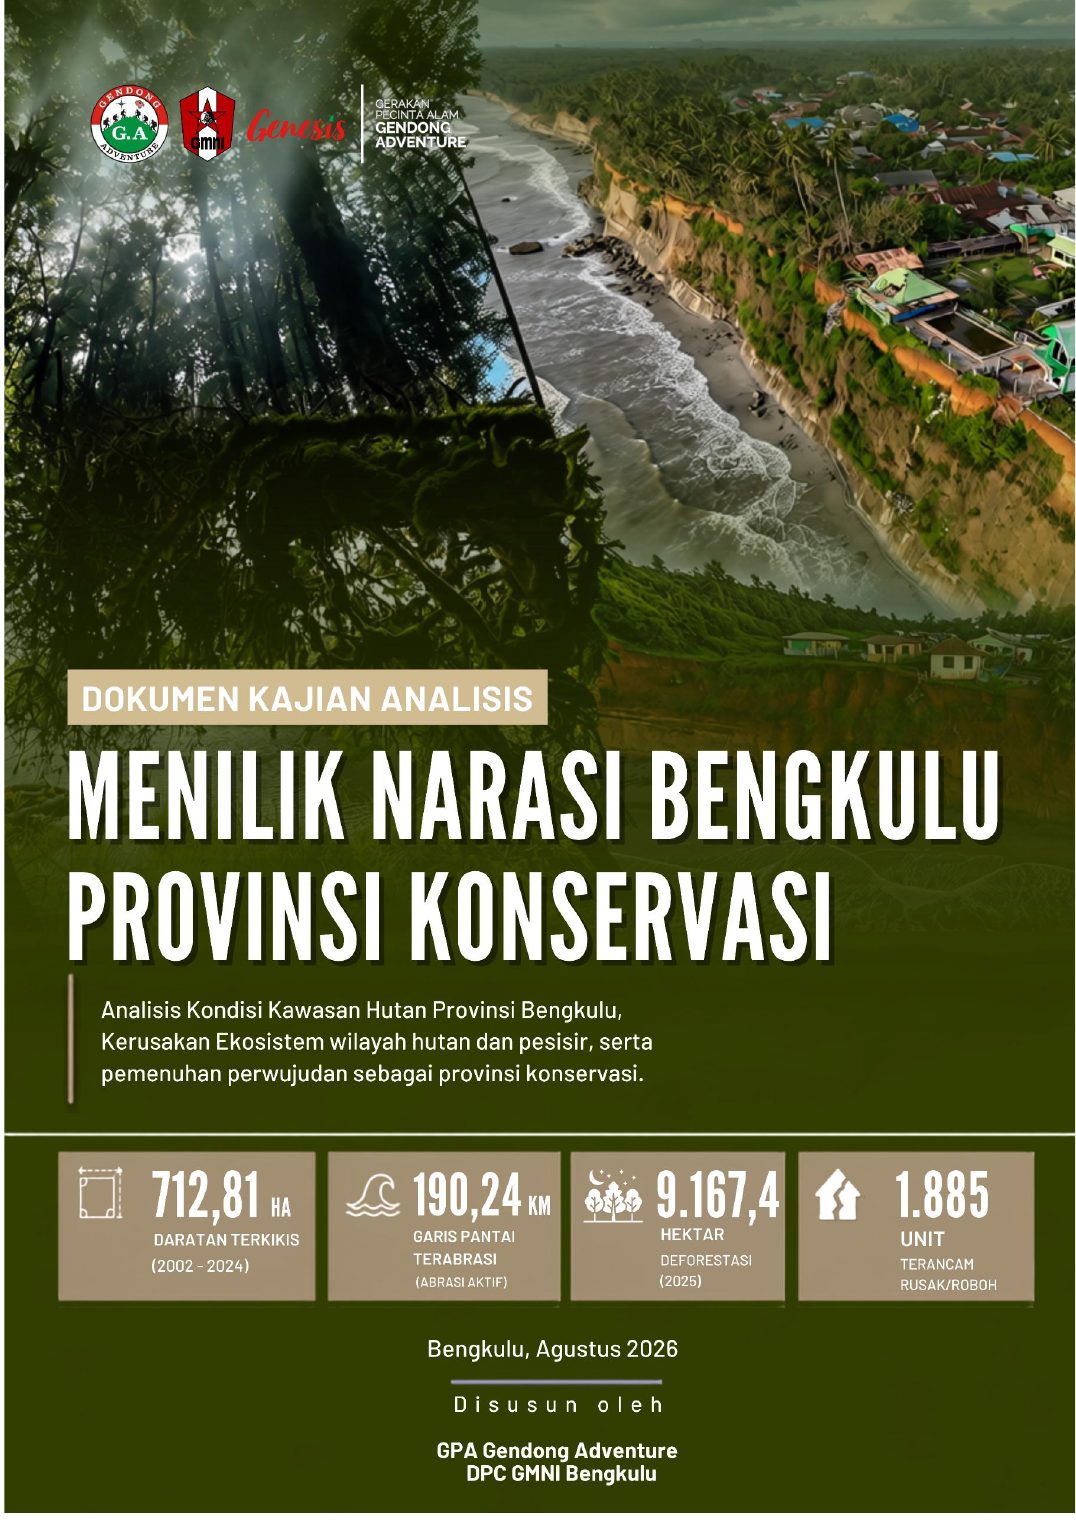 GENDONG
G.A
ADVENTURE
GMNI
Genesis
GERAKAN
PECINTA ALAM
GENDONG
ADVENTURE
DOKUMEN KAJIAN ANALISIS
MENILIK NARASI BENGKULU
PROVINSI KONSERVASI
Analisis Kondisi Kawasan Hutan Provinsi Bengkulu,
Kerusakan Ekosistem wilayah hutan dan pesisir, serta
pemenuhan perwujudan sebagai provinsi konservasi.
712,81 HA
DARATAN TERKIKIS
(2002 - 2024)
190,24 KM
GARIS PANTAI
TERABRASI
(ABRASI AKTIF)
9.167,4
HEKTAR
DEFORESTASI
(2025)
1.885
UNIT
TERANCAM
RUSAK/ROBOH
Bengkulu, Agustus 2026
Disusun oleh
GPA Gendong Adventure
DPC GMNI Bengkulu